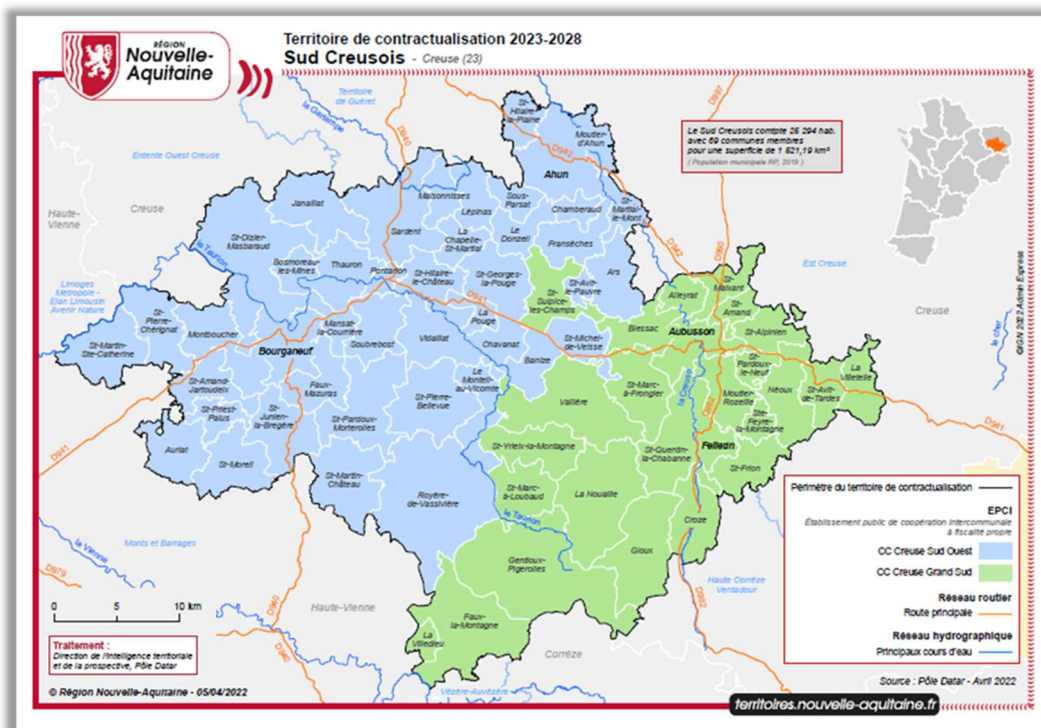 RÉGION
Nouvelle-
Aquitaine
Territoire de contractualisation 2023-2028
Sud Creusois - Creuse (23)
Le Sud Creusois comtpte 26 294 hab.
avec 69 communes membres
pour une superficie de 1 521,19 km²
( Population municipale RP, 2019 )
Territoire
de Guéret
la Gartempe
D940
D942
D997
Entente Ouest Creuse
Haute-
Vienne
Creuse
St-
Hilaire-
la-Plaine
Moutier-
d'Ahun
Ahun
Maisonnisses
Janaillat
Lépinas
Sous-
Parsat
Chamberaud
St-
Martial-
le-Mont
Sardent
La
Chapelle-
St-Martial
Le
Donzeil
Fransèches
St-Dizier-
Masbaraud
le Taurion
Bosmoreau-
les-Mines
Thauron
Pontarion
St-Hilaire-
le-Château
St-Georges-
la-Pouge
Ars
St-Avit-
le-Pauvre
D942
D990
Est Creuse
Creuse
le cher
©IGN 2022 Admin Express
Limoges
Métropole -
Elan Limousin
Avenir Nature
St-
Pierre-
Chérignat
Montboucher
St-Martin-
Ste-Catherine
Bourganeuf
Mansat-
la-Courrière
Soubrebost
Vidaillat
D941
La
Pouge
Chavanat
Banize
St-
Sulpice-
les-Champs
St-Michel-
de-Veisse
Alleyrat
St-
Maixant
St-
Amand
Blessac
Aubusson
St-Alpinien
St-
Pardoux-
le-Neuf
La
Villetelle
St-Avit-
de-Tardes
Néoux
Moutier-
Rozeille
Ste-
Feyre-
la-Montagne
St-Marc-
à-Frongier
la Creuse
D982
Vallière
St-Amand-
Jartoudeix
Faux-
Mazuras
Le
Monteil-
au-Vicomte
St-Pierre-
Bellevue
St-Priest-
Palus
St-
Junien-
la-Bregère
St-Pardoux-
Morterolles
Auriat
St-Moreil
St-Martin-
Château
Royère-
de-Vassivière
St-Yrieix-la-Montagne
St-Quentin-
la-Chabanne
Felletin
St-Frion
St-Marc-
à-Loubaud
La Nouaille
Croze
le Taurion
Gentioux-
Pigerolles
Gioux
Faux-
la-Montagne
La
Villedieu
D941
D941
la Vienne
Monts et Barrages
D979
D940
D940
Haute-Vienne
Corrèze
Vézère-Auvézère
Haute Corrèze
Ventadour
D982
0 5 10 km
Périmètre du territoire de contractualisation
EPCI
Établissement public de coopération intercommunale
à fiscalité propre
CC Creuse Sud Ouest
CC Creuse Grand Sud
Réseau routier
Route principale
Réseau hydrographique
Principaux cours d'eau
Traitement :
Direction de l'intelligence territoriale
et de la prospective, Pôle Datar
© Région Nouvelle-Aquitaine - 05/04/2022
Source : Pôle Datar - Avril 2022
territoires.nouvelle-aquitaine.fr